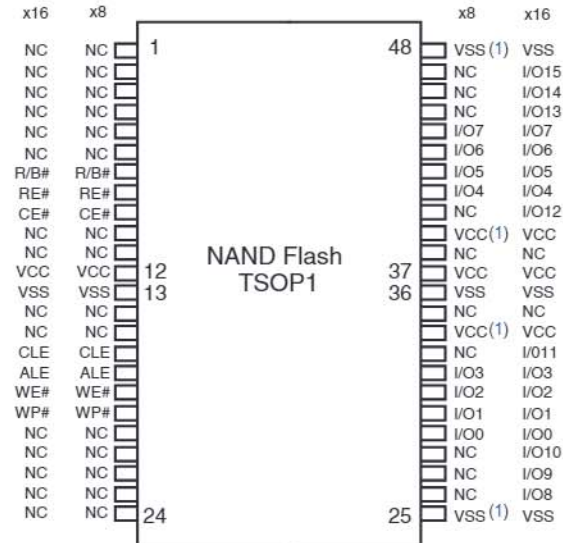 x16 x8 x8 x16
NC NC 1 48 VSS (1) VSS
NC NC NC I/O15
NC NC NC I/O14
NC NC NC I/O13
NC NC I/O7 I/O7
NC NC I/O6 I/O6
R/B# R/B# I/O5 I/O5
RE# RE# I/O4 I/O4
CE# CE# NC I/O12
NC NC VCC(1) VCC
NC NC NAND Flash NC NC
VCC VCC 12 TSOP1 37 VCC VCC
VSS VSS 13 36 VSS VSS
NC NC NC NC
NC NC VCC(1) VCC
CLE CLE NC I/011
ALE ALE I/O3 I/O3
WE# WE# I/O2 I/O2
WP# WP# I/O1 I/O1
NC NC I/O0 I/O0
NC NC NC I/O10
NC NC NC I/O9
NC NC NC I/O8
NC NC 24 25 VSS (1) VSS